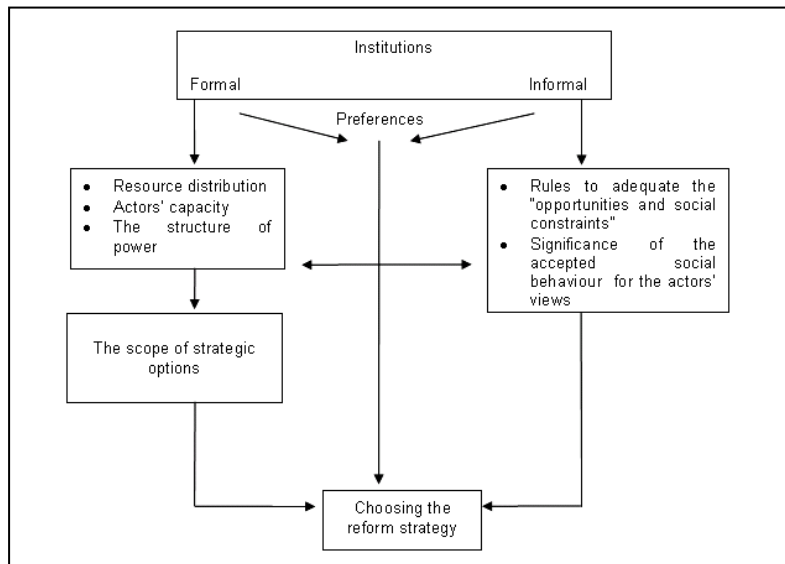 Institutions
Formal Informal
Preferences
• Resource distribution
• Actors' capacity
• The structure of
power
• Rules to adequate the
"opportunities and social
constraints"
• Significance of the
accepted social
behaviour for the actors'
views
The scope of strategic
options
Choosing the
reform strategy